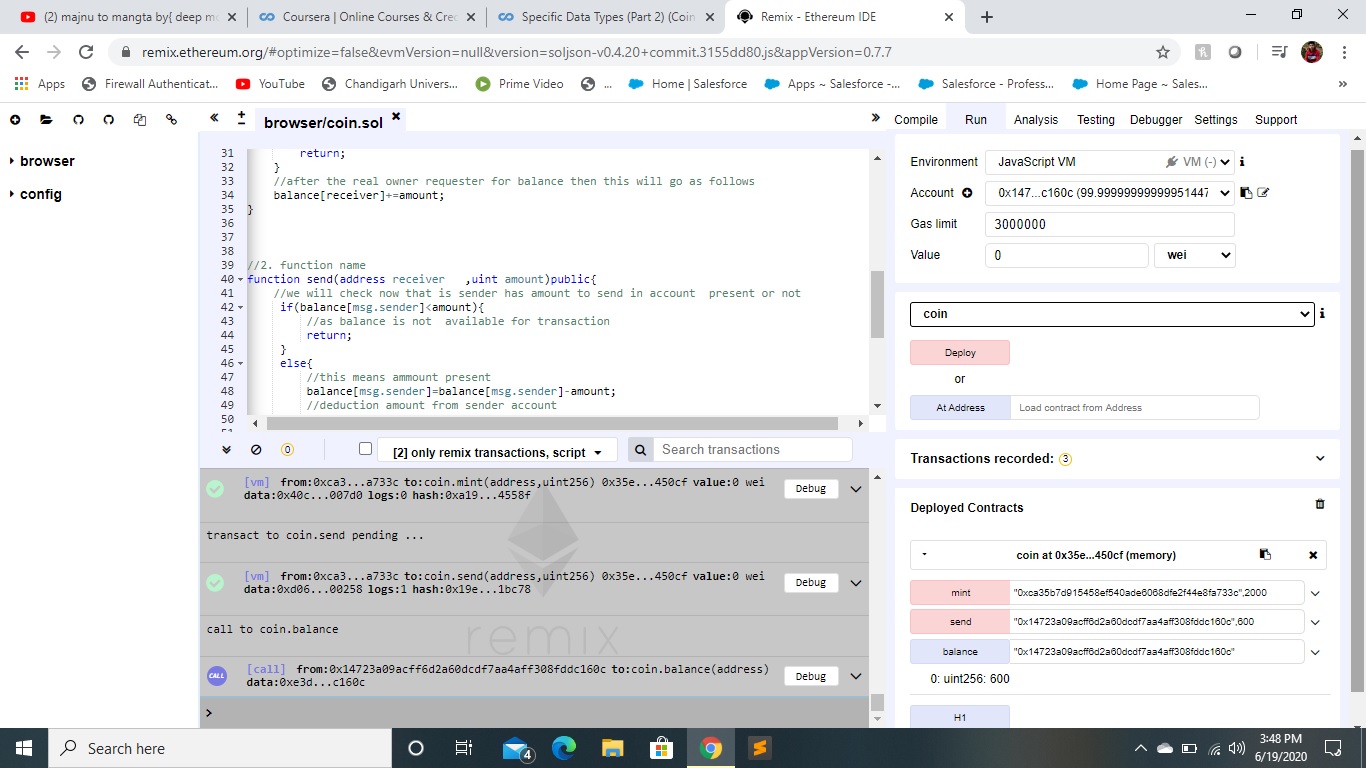 (2) majnu to mangta by{ deep mo
Coursera | Online Courses & Cred
Specific Data Types (Part 2) (Coin
Remix - Ethereum IDE
remix.ethereum.org/#optimize=false&evmVersion=null&version=soljson-v0.4.20+commit.3155dd80.js&appVersion=0.7.7
Apps
Firewall Authenticat...
YouTube
Chandigarh Univers...
Prime Video
...
Home | Salesforce
Apps ~ Salesforce -...
Salesforce - Profess...
Home Page ~ Sales...
»
browser
config
browser/coin.sol
Compile Run Analysis Testing Debugger Settings Support
31 return;
32 }
33 //after the real owner requester for balance then this will go as follows
34 balance[receiver]+=amount;
35 }
36
37
38
39 //2. function name
40 function send(address receiver   ,uint amount)public{
41 //we will check now that is sender has amount to send in account  present or not
42 if(balance[msg.sender]<amount){
43 //as balance is not  available for transaction
44 return;
45 }
46 else{
47 //this means ammount present
48 balance[msg.sender]=balance[msg.sender]-amount;
49 //deduction amount from sender account
50
51
0
[2] only remix transactions, script
Search transactions
[vm] from:0xca3...a733c to:coin.mint(address,uint256) 0x35e...450cf value:0 wei
data:0x40c...007d0 logs:0 hash:0xa19...4558f
Debug
transact to coin.send pending ...
[vm] from:0xca3...a733c to:coin.send(address,uint256) 0x35e...450cf value:0 wei
data:0xd06...00258 logs:1 hash:0x19e...1bc78
Debug
call to coin.balance
remix
CALL
[call] from:0x14723a09acff6d2a60dcdf7aa4aff308fddc160c to:coin.balance(address)
data:0xe3d...c160c
Debug
>
Environment JavaScript VM VM (-)
Account 0x147...c160c (99.99999999999951447
Gas limit 3000000
Value 0 wei
coin
Deploy
or
At Address Load contract from Address
Transactions recorded: 3
Deployed Contracts
coin at 0x35e...450cf (memory)
mint "0xca35b7d915458ef540ade6068dfe2f44e8fa733c",2000
send "0x14723a09acff6d2a60dcdf7aa4aff308fddc160c",600
balance "0x14723a09acff6d2a60dcdf7aa4aff308fddc160c"
0: uint256: 600
H1
Search here
4
3:48 PM
6/19/2020